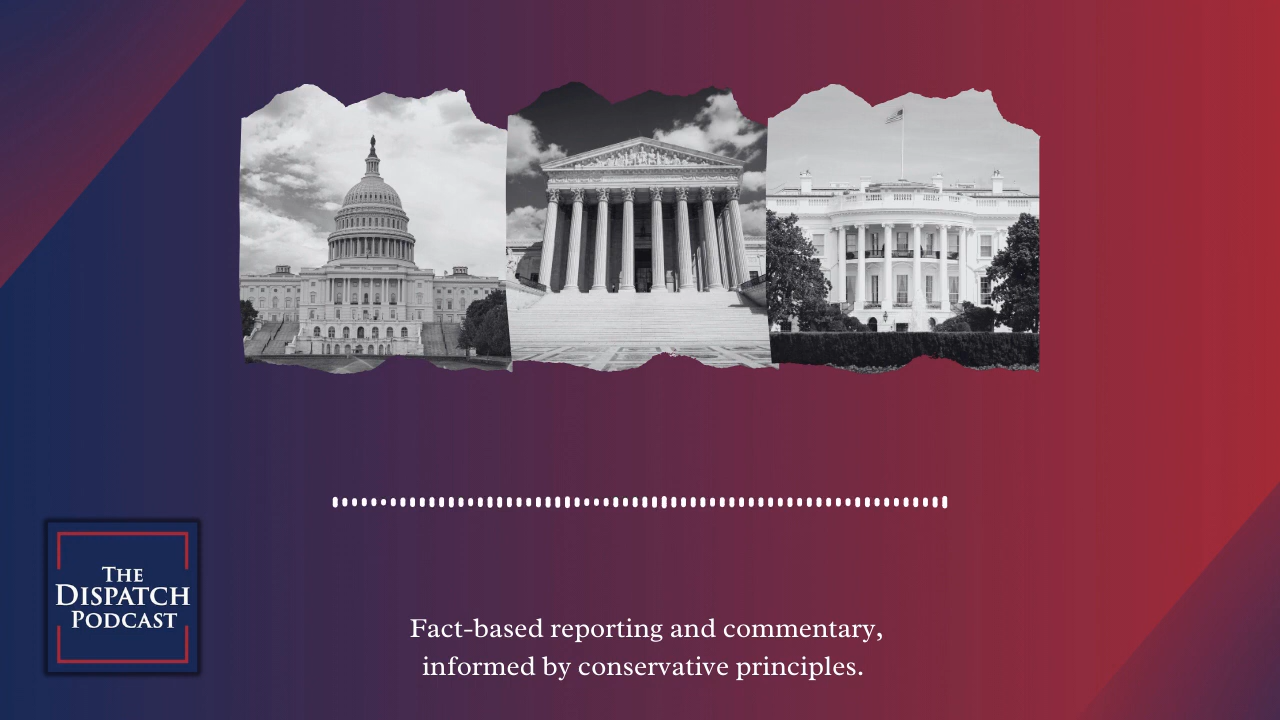 THE
DISPATCH
PODCAST
Fact-based reporting and commentary,
informed by conservative principles.